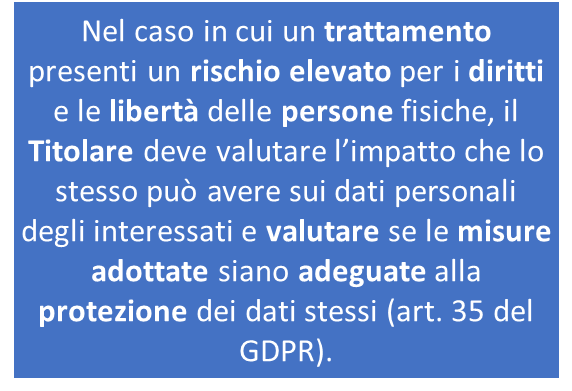 Nel caso in cui un trattamento
presenti un rischio elevato per i diritti
e le libertà delle persone fisiche, il
Titolare deve valutare l’impatto che lo
stesso può avere sui dati personali
degli interessati e valutare se le misure
adottate siano adeguate alla
protezione dei dati stessi (art. 35 del
GDPR).